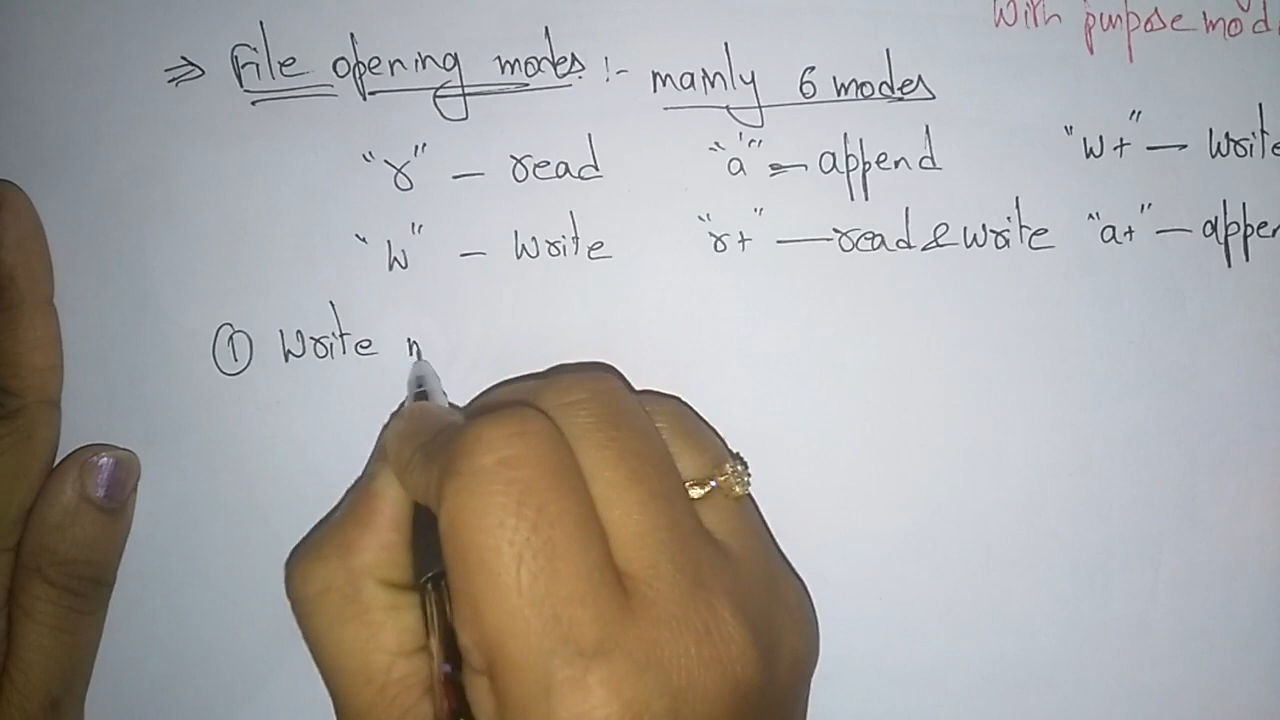 With purpose mod
⇒ File opening modes :- mainly 6 modes
"r" – read "a" – append "w+" – write
"w" – write "r+" – read & write "a+" – appen
① Write m